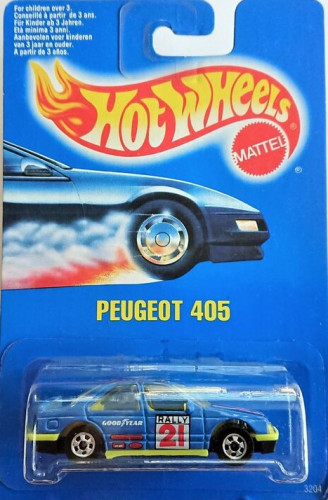 For children over 3.
Conseillé à partir de 3 ans.
Für Kinder ab 3 Jahren.
Età minima 3 anni.
Aanbevolen voor kinderen
van 3 jaar en ouder.
A partir de 3 años.
Hot Wheels
MATTEL
PEUGEOT 405
GOODYEAR
RALLY
21
3204